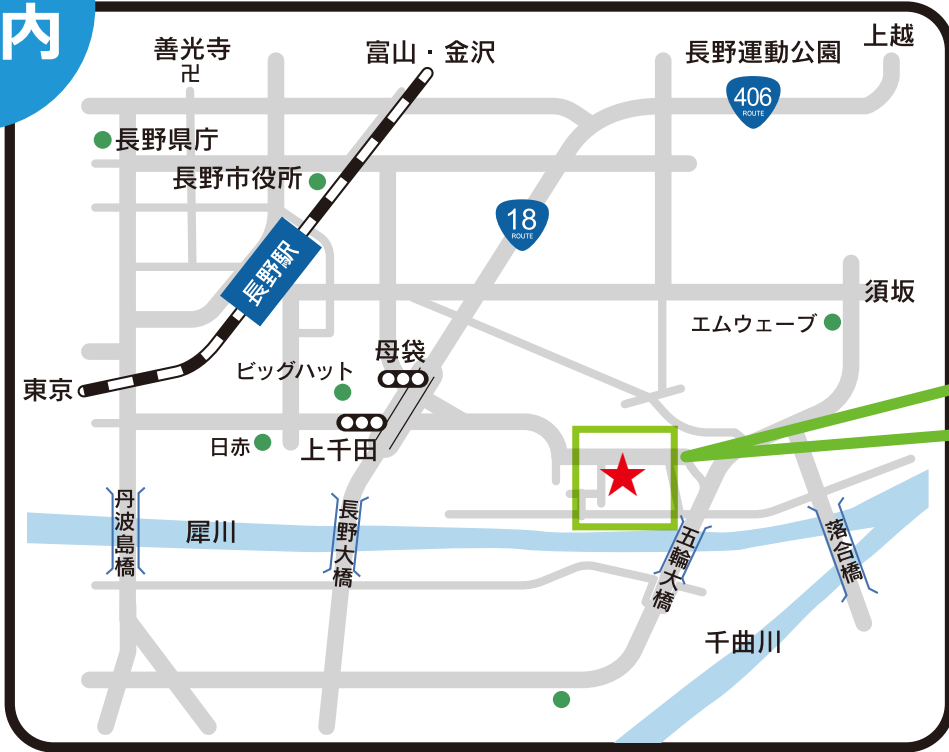 内
善光寺
卍
富山・金沢
長野運動公園
上越
406
ROUTE
長野県庁
長野市役所
18
ROUTE
長野駅
須坂
エムウェーブ
母袋
ビッグハット
東京
日赤
上千田
丹波島橋
犀川
長野大橋
五輪大橋
落合橋
千曲川